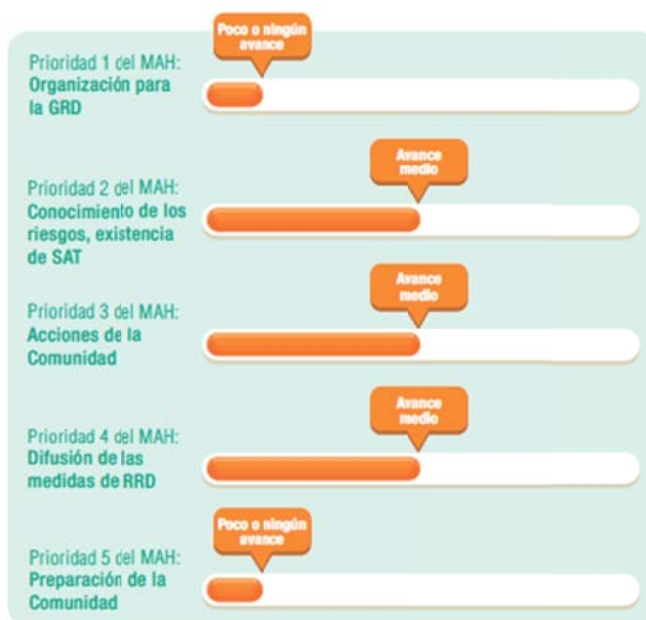 Poco o ningún
avance
Prioridad 1 del MAH:
Organización para
la GRD
Avance
medio
Prioridad 2 del MAH:
Conocimiento de los
riesgos, existencia
de SAT
Avance
medio
Prioridad 3 del MAH:
Acciones de la
Comunidad
Avance
medio
Prioridad 4 del MAH:
Difusión de las
medidas de RRD
Poco o ningún
avance
Prioridad 5 del MAH:
Preparación de la
Comunidad